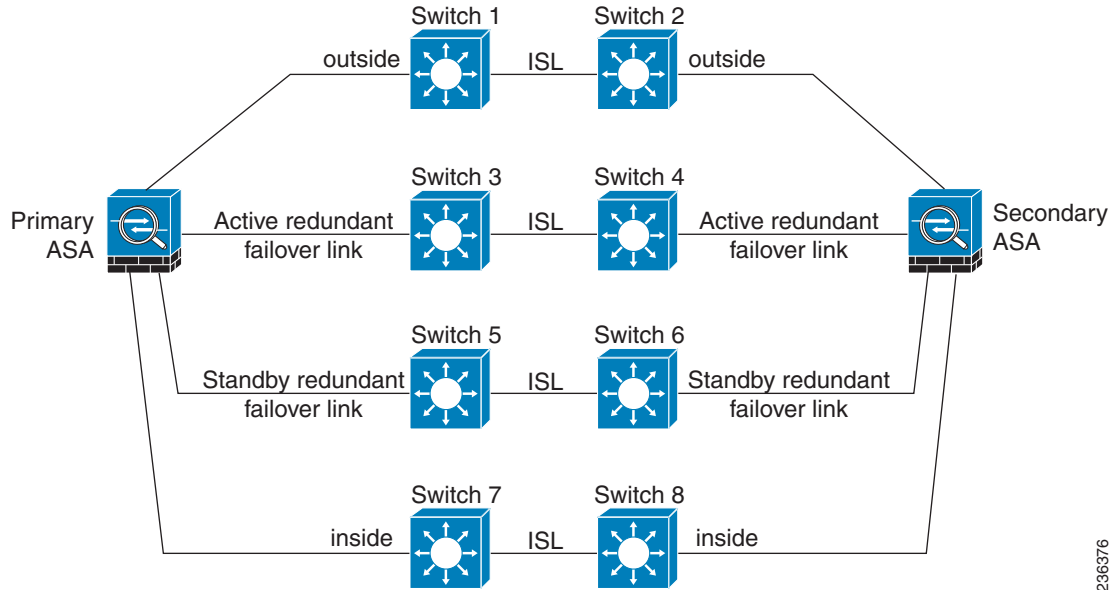 Switch 1
Switch 2
outside
ISL
outside
Switch 3
Switch 4
Primary
ASA
Active redundant
failover link
ISL
Active redundant
failover link
Secondary
ASA
Switch 5
Switch 6
Standby redundant
failover link
ISL
Standby redundant
failover link
Switch 7
Switch 8
inside
ISL
inside
236376